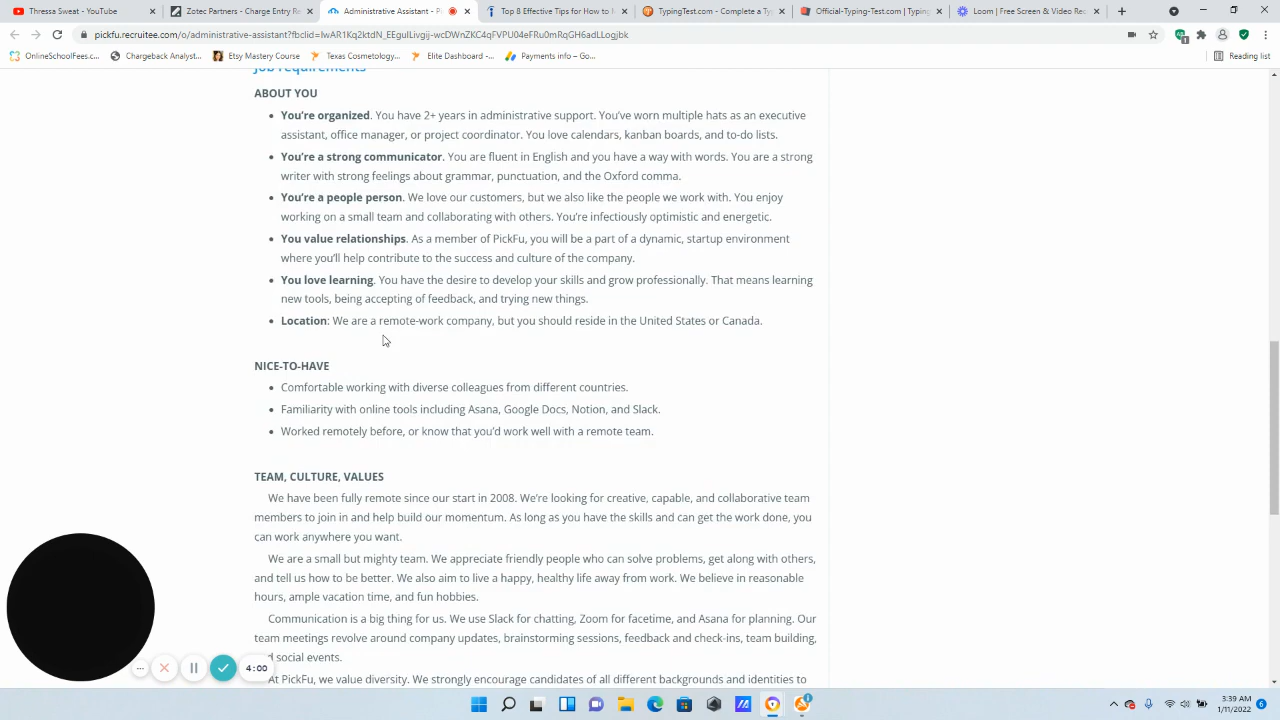 Thressa Sweat - YouTube
Zotec Partners - Charge Entry Re
Administrative Assistant - P
Top 8 Effective Tips for How to I
TypingTest.com - Complete a Ty
Official-Typing-Test.com | Typing
Loom | Free Screen & Video Rec
pickfu.recruitee.com/o/administrative-assistant?fbclid=IwAR1Kq2ktdN_EEguILivgij-wcDWnZKC4qFVPU04eFRu0mRqGH6adLLogjbk
OnlineSchoolFees.c...
Chargeback Analyst...
Etsy Mastery Course
Texas Cosmetology...
Elite Dashboard -...
Payments info – Go...
Reading list
Job requirements
ABOUT YOU
You're organized. You have 2+ years in administrative support. You've worn multiple hats as an executive
assistant, office manager, or project coordinator. You love calendars, kanban boards, and to-do lists.
You're a strong communicator. You are fluent in English and you have a way with words. You are a strong
writer with strong feelings about grammar, punctuation, and the Oxford comma.
You're a people person. We love our customers, but we also like the people we work with. You enjoy
working on a small team and collaborating with others. You're infectiously optimistic and energetic.
You value relationships. As a member of PickFu, you will be a part of a dynamic, startup environment
where you'll help contribute to the success and culture of the company.
You love learning. You have the desire to develop your skills and grow professionally. That means learning
new tools, being accepting of feedback, and trying new things.
Location: We are a remote-work company, but you should reside in the United States or Canada.
NICE-TO-HAVE
Comfortable working with diverse colleagues from different countries.
Familiarity with online tools including Asana, Google Docs, Notion, and Slack.
Worked remotely before, or know that you'd work well with a remote team.
TEAM, CULTURE, VALUES
We have been fully remote since our start in 2008. We're looking for creative, capable, and collaborative team
members to join in and help build our momentum. As long as you have the skills and can get the work done, you
can work anywhere you want.
We are a small but mighty team. We appreciate friendly people who can solve problems, get along with others,
and tell us how to be better. We also aim to live a happy, healthy life away from work. We believe in reasonable
hours, ample vacation time, and fun hobbies.
Communication is a big thing for us. We use Slack for chatting, Zoom for facetime, and Asana for planning. Our
team meetings revolve around company updates, brainstorming sessions, feedback and check-ins, team building,
social events.
At PickFu, we value diversity. We strongly encourage candidates of all different backgrounds and identities to
4:00
3:39 AM
1/11/2022